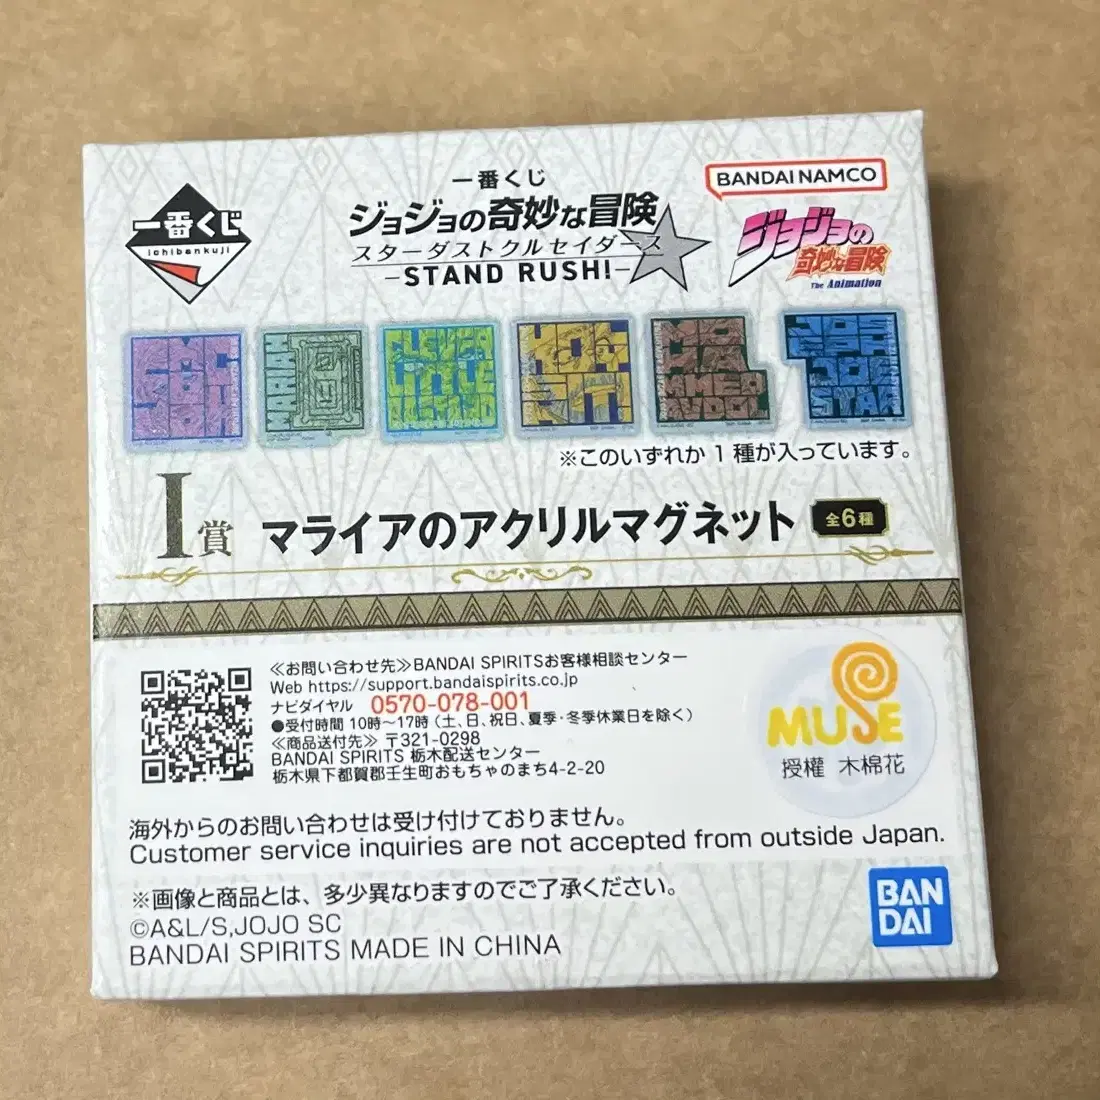 一番くじ
ichibankuji
一番くじ
ジョジョの奇妙な冒険
スターダストクルセイダース
-STAND RUSH!-
BANDAI NAMCO
ジョジョの
奇妙な冒険
The Animation
MARIAH
CLEVER
LITTLE
BASTARD
JOSEPH
JOE
STAR
※このいずれか1種が入っています。
I賞 マライアのアクリルマグネット 全6種
≪お問い合わせ先≫BANDAI SPIRITSお客様相談センター
Web https://support.bandaispirits.co.jp
ナビダイヤル 0570-078-001
●受付時間 10時～17時(土、日、祝日、夏季・冬季休業日を除く)
≪商品送付先≫ 〒321-0298
BANDAI SPIRITS 栃木配送センター
栃木県下都賀郡壬生町おもちゃのまち4-2-20
MUSE
授權 木棉花
海外からのお問い合わせは受け付けておりません。
Customer service inquiries are not accepted from outside Japan.
※画像と商品とは、多少異なりますのでご了承ください。
©A&L/S,JOJO SC
BANDAI SPIRITS MADE IN CHINA
BAN
DAI